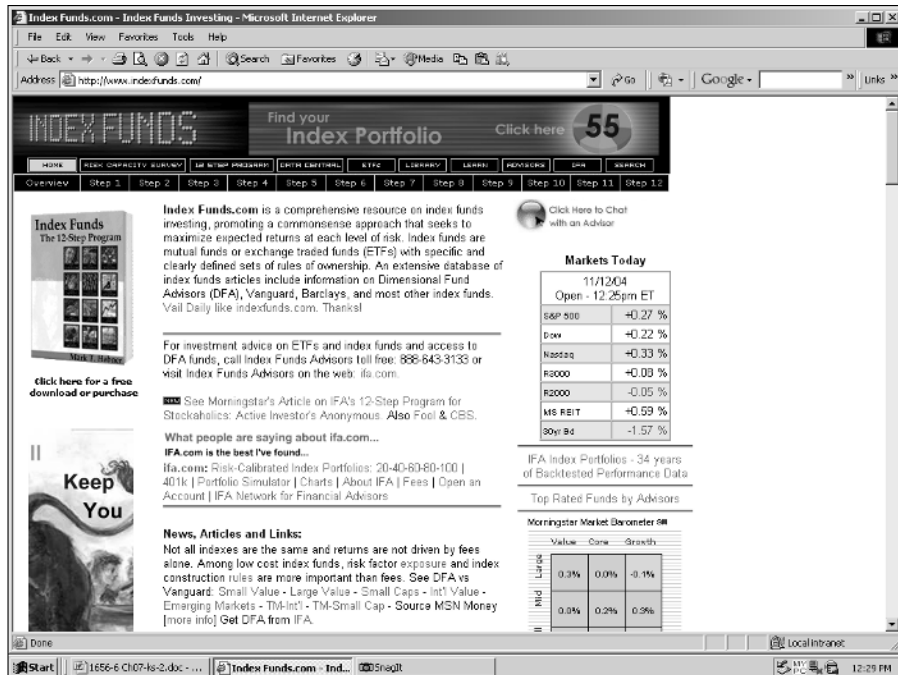 Index Funds.com - Index Funds Investing - Microsoft Internet Explorer
File Edit View Favorites Tools Help
Back Search Favorites Media
Address http://www.indexfunds.com/ Go Google Links
INDEX FUNDS
Find your
Index Portfolio
Click here 55
HOME RISK CAPACITY SURVEY 12 STEP PROGRAM DATA CENTRAL ETFs LIBRARY LEARN ADVISORS DFA SEARCH
Overview Step 1 Step 2 Step 3 Step 4 Step 5 Step 6 Step 7 Step 8 Step 9 Step 10 Step 11 Step 12
Index Funds
The 12-Step Program
Mark T. Hebner
Click here for a free
download or purchase
Keep
You
Index Funds.com is a comprehensive resource on index funds
investing, promoting a commonsense approach that seeks to
maximize expected returns at each level of risk. Index funds are
mutual funds or exchange traded funds (ETFs) with specific and
clearly defined sets of rules of ownership. An extensive database of
index funds articles include information on Dimensional Fund
Advisors (DFA), Vanguard, Barclays, and most other index funds.
Vail Daily like indexfunds.com. Thanks!
For investment advice on ETFs and index funds and access to
DFA funds, call Index Funds Advisors toll free: 888-643-3133 or
visit Index Funds Advisors on the web: ifa.com.
NEW See Morningstar's Article on IFA's 12-Step Program for
Stockaholics: Active Investor's Anonymous. Also Fool & CBS.
What people are saying about ifa.com...
IFA.com is the best I've found...
ifa.com: Risk-Calibrated Index Portfolios: 20-40-60-80-100 |
401k | Portfolio Simulator | Charts | About IFA | Fees | Open an
Account | IFA Network for Financial Advisors
News, Articles and Links:
Not all indexes are the same and returns are not driven by fees
alone. Among low cost index funds, risk factor exposure and index
construction rules are more important than fees. See DFA vs
Vanguard: Small Value - Large Value - Small Caps - Int'l Value -
Emerging Markets - TM-Int'l - TM-Small Cap - Source MSN Money
[more info] Get DFA from IFA.
Click Here to Chat
with an Advisor
Markets Today
11/12/04
Open - 12:25pm ET
S&P 500 +0.27 %
Dow +0.22 %
Nasdaq +0.33 %
R3000 +0.08 %
R2000 -0.05 %
MS REIT +0.59 %
30yr Bd -1.57 %
IFA Index Portfolios - 34 years
of Backtested Performance Data
Top Rated Funds by Advisors
Morningstar Market Barometer SM
Value Core Growth
Large 0.3% 0.0% -0.1%
Mid 0.0% 0.2% 0.3%
Done Local intranet
Start 1656-6 Ch07-ks-2.doc - ... Index Funds.com - Ind... SnagIt MY PC 12:29 PM